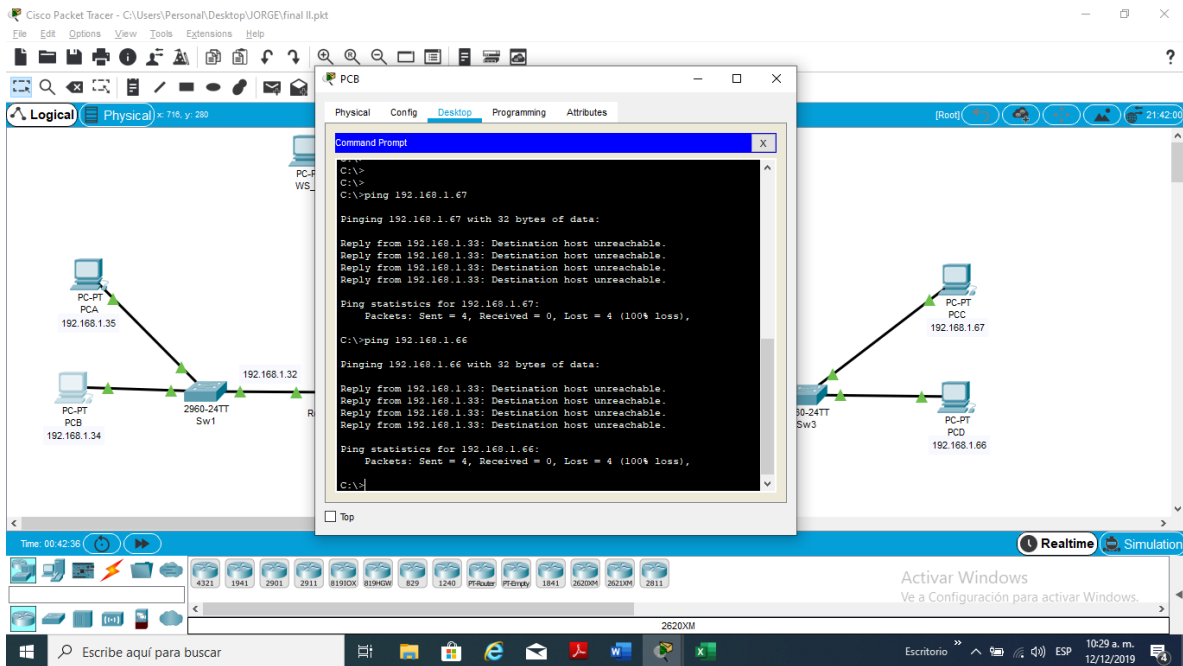 Cisco Packet Tracer - C:\Users\Personal\Desktop\JORGE\final II.pkt
File Edit Options View Tools Extensions Help
?
PCB
Logical Physical x: 716, y: 280
[Root] 21:42:00
Physical Config Desktop Programming Attributes
Command Prompt X
C:\>
C:\>
C:\>ping 192.168.1.67
Pinging 192.168.1.67 with 32 bytes of data:
Reply from 192.168.1.33: Destination host unreachable.
Reply from 192.168.1.33: Destination host unreachable.
Reply from 192.168.1.33: Destination host unreachable.
Reply from 192.168.1.33: Destination host unreachable.
Ping statistics for 192.168.1.67:
Packets: Sent = 4, Received = 0, Lost = 4 (100% loss),
C:\>ping 192.168.1.66
Pinging 192.168.1.66 with 32 bytes of data:
Reply from 192.168.1.33: Destination host unreachable.
Reply from 192.168.1.33: Destination host unreachable.
Reply from 192.168.1.33: Destination host unreachable.
Reply from 192.168.1.33: Destination host unreachable.
Ping statistics for 192.168.1.66:
Packets: Sent = 4, Received = 0, Lost = 4 (100% loss),
C:\>
Top
PC-P
WS_
PC-PT
PCA
192.168.1.35
PC-PT
PCB
192.168.1.34
192.168.1.32
2960-24TT
Sw1
R
PC-PT
PCC
192.168.1.67
60-24TT
Sw3
PC-PT
PCD
192.168.1.66
Time: 00:42:36
Realtime Simulation
4321 1941 2901 2911 819IOX 819HGW 829 1240 PT-Router PT-Empty 1841 2620XM 2621XM 2811
2620XM
Activar Windows
Ve a Configuración para activar Windows.
Escribe aquí para buscar
Escritorio » ESP
10:29 a. m.
12/12/2019
4